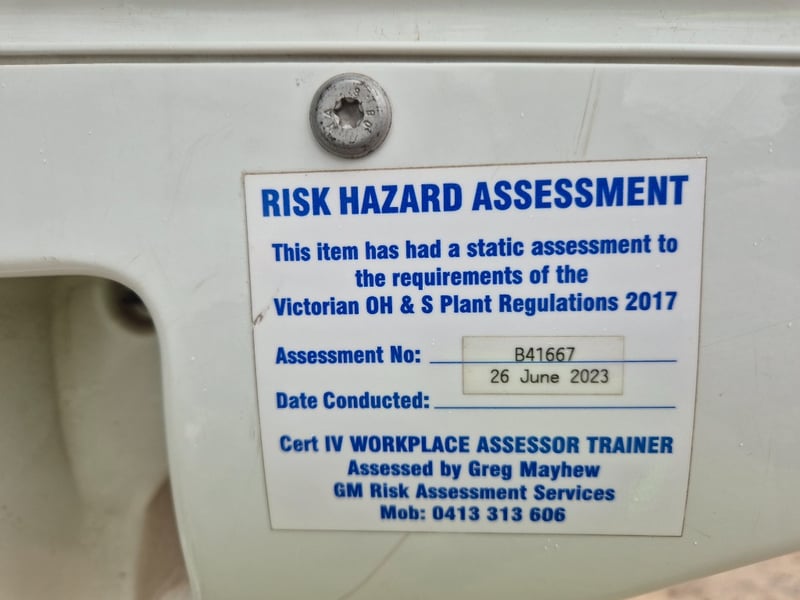 RISK HAZARD ASSESSMENT
This item has had a static assessment to
the requirements of the
Victorian OH & S Plant Regulations 2017
Assessment No: B41667
26 June 2023
Date Conducted:
Cert IV WORKPLACE ASSESSOR TRAINER
Assessed by Greg Mayhew
GM Risk Assessment Services
Mob: 0413 313 606